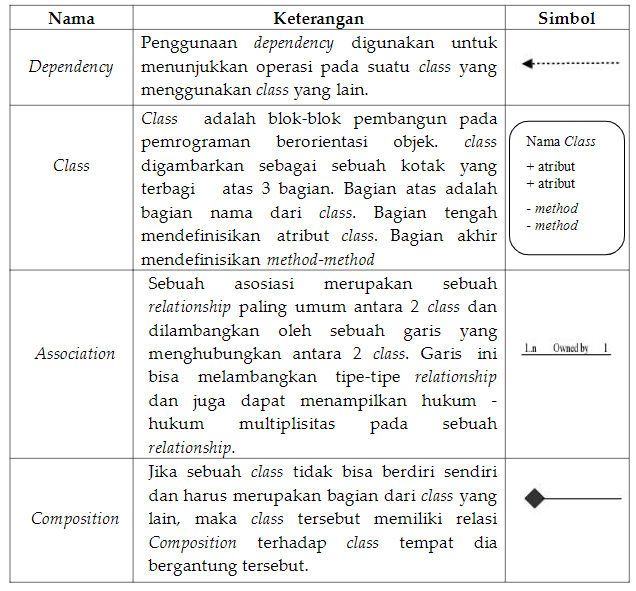 Nama Keterangan Simbol
Dependency
Penggunaan dependency digunakan untuk
menunjukkan operasi pada suatu class yang
menggunakan class yang lain.
Class
Class adalah blok-blok pembangun pada
pemrograman berorientasi objek. class
digambarkan sebagai sebuah kotak yang
terbagi atas 3 bagian. Bagian atas adalah
bagian nama dari class. Bagian tengah
mendefinisikan atribut class. Bagian akhir
mendefinisikan method-method
Nama Class
+ atribut
+ atribut
- method
- method
Association
Sebuah asosiasi merupakan sebuah
relationship paling umum antara 2 class dan
dilambangkan oleh sebuah garis yang
menghubungkan antara 2 class. Garis ini
bisa melambangkan tipe-tipe relationship
dan juga dapat menampilkan hukum -
hukum multiplisitas pada sebuah
relationship.
1..n Owned by 1
Composition
Jika sebuah class tidak bisa berdiri sendiri
dan harus merupakan bagian dari class yang
lain, maka class tersebut memiliki relasi
Composition terhadap class tempat dia
bergantung tersebut.